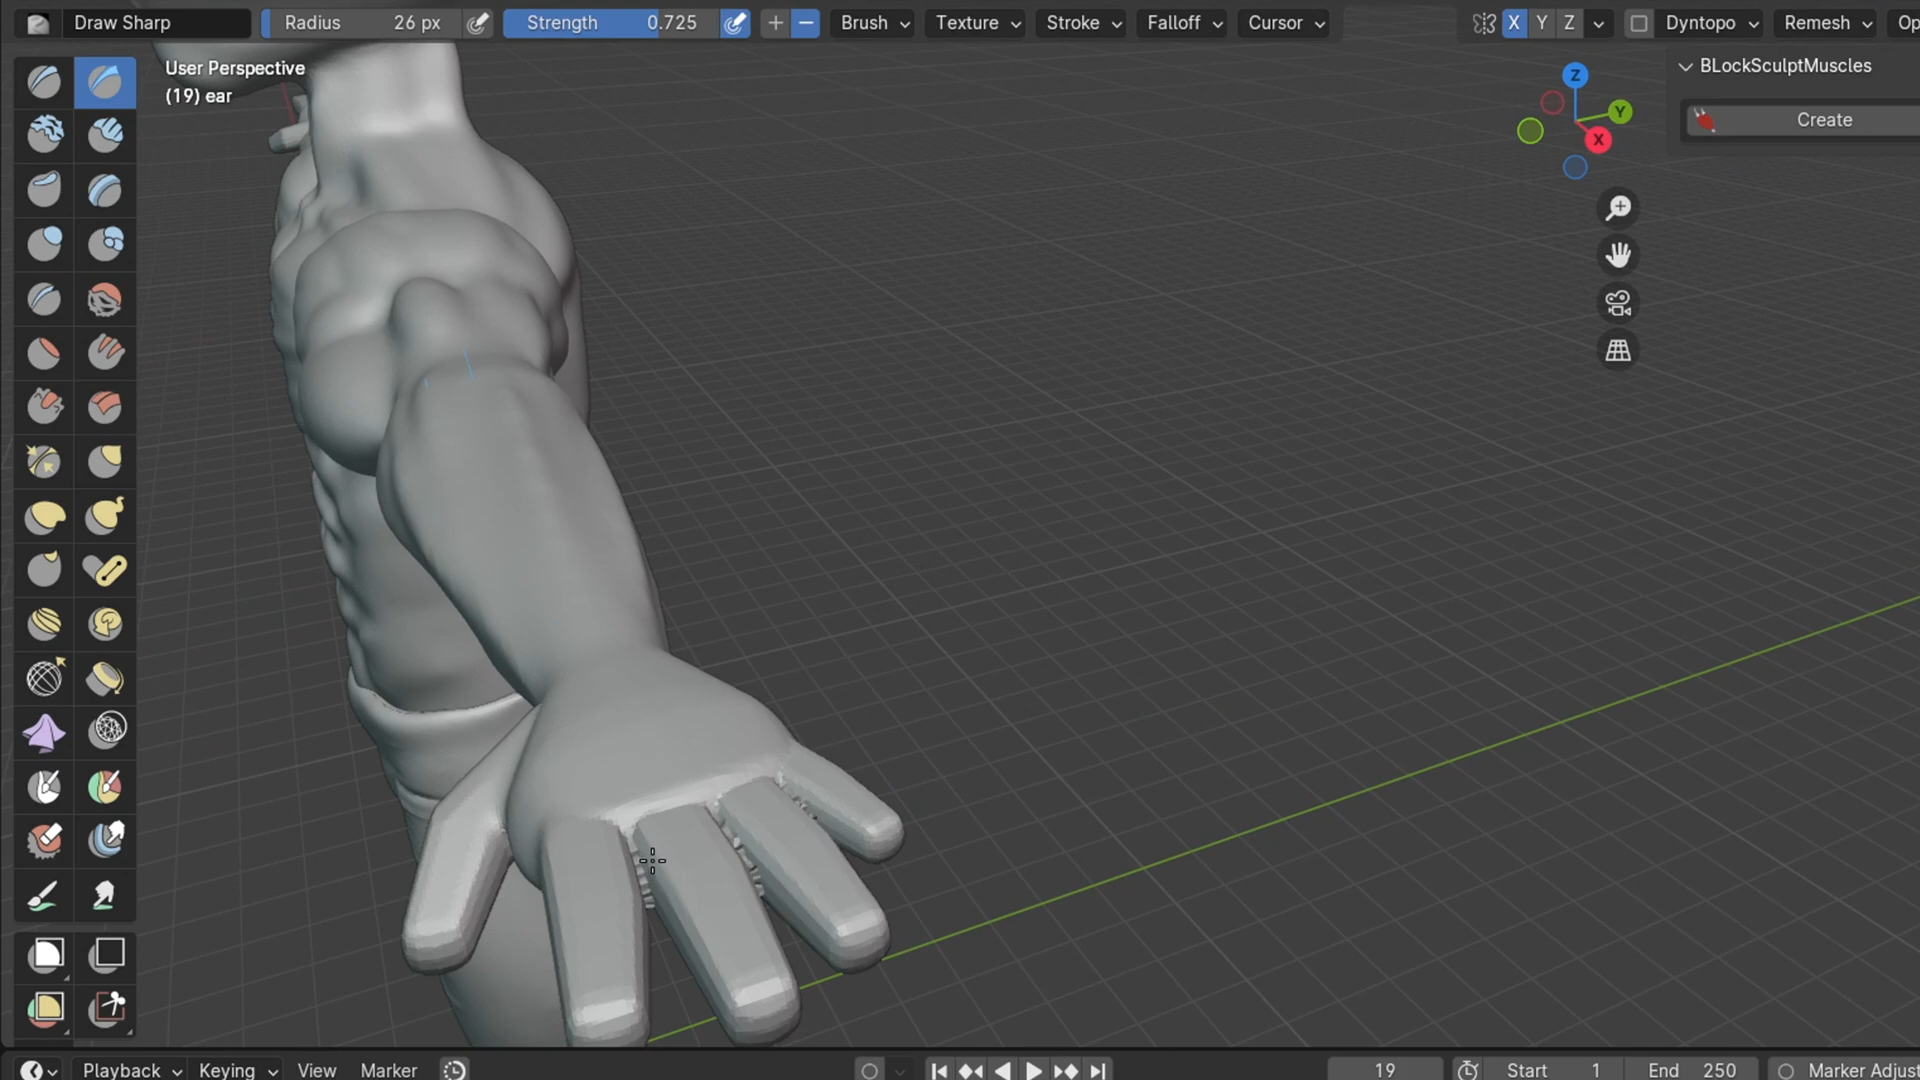 Draw Sharp Radius 26 px Strength 0.725 Brush Texture Stroke Falloff Cursor X Y Z Dyntopo Remesh Op
User Perspective
(19) ear
BLockSculptMuscles
Create
Z
Y
X
Playback Keying View Marker 19 Start 1 End 250 Marker Adjust